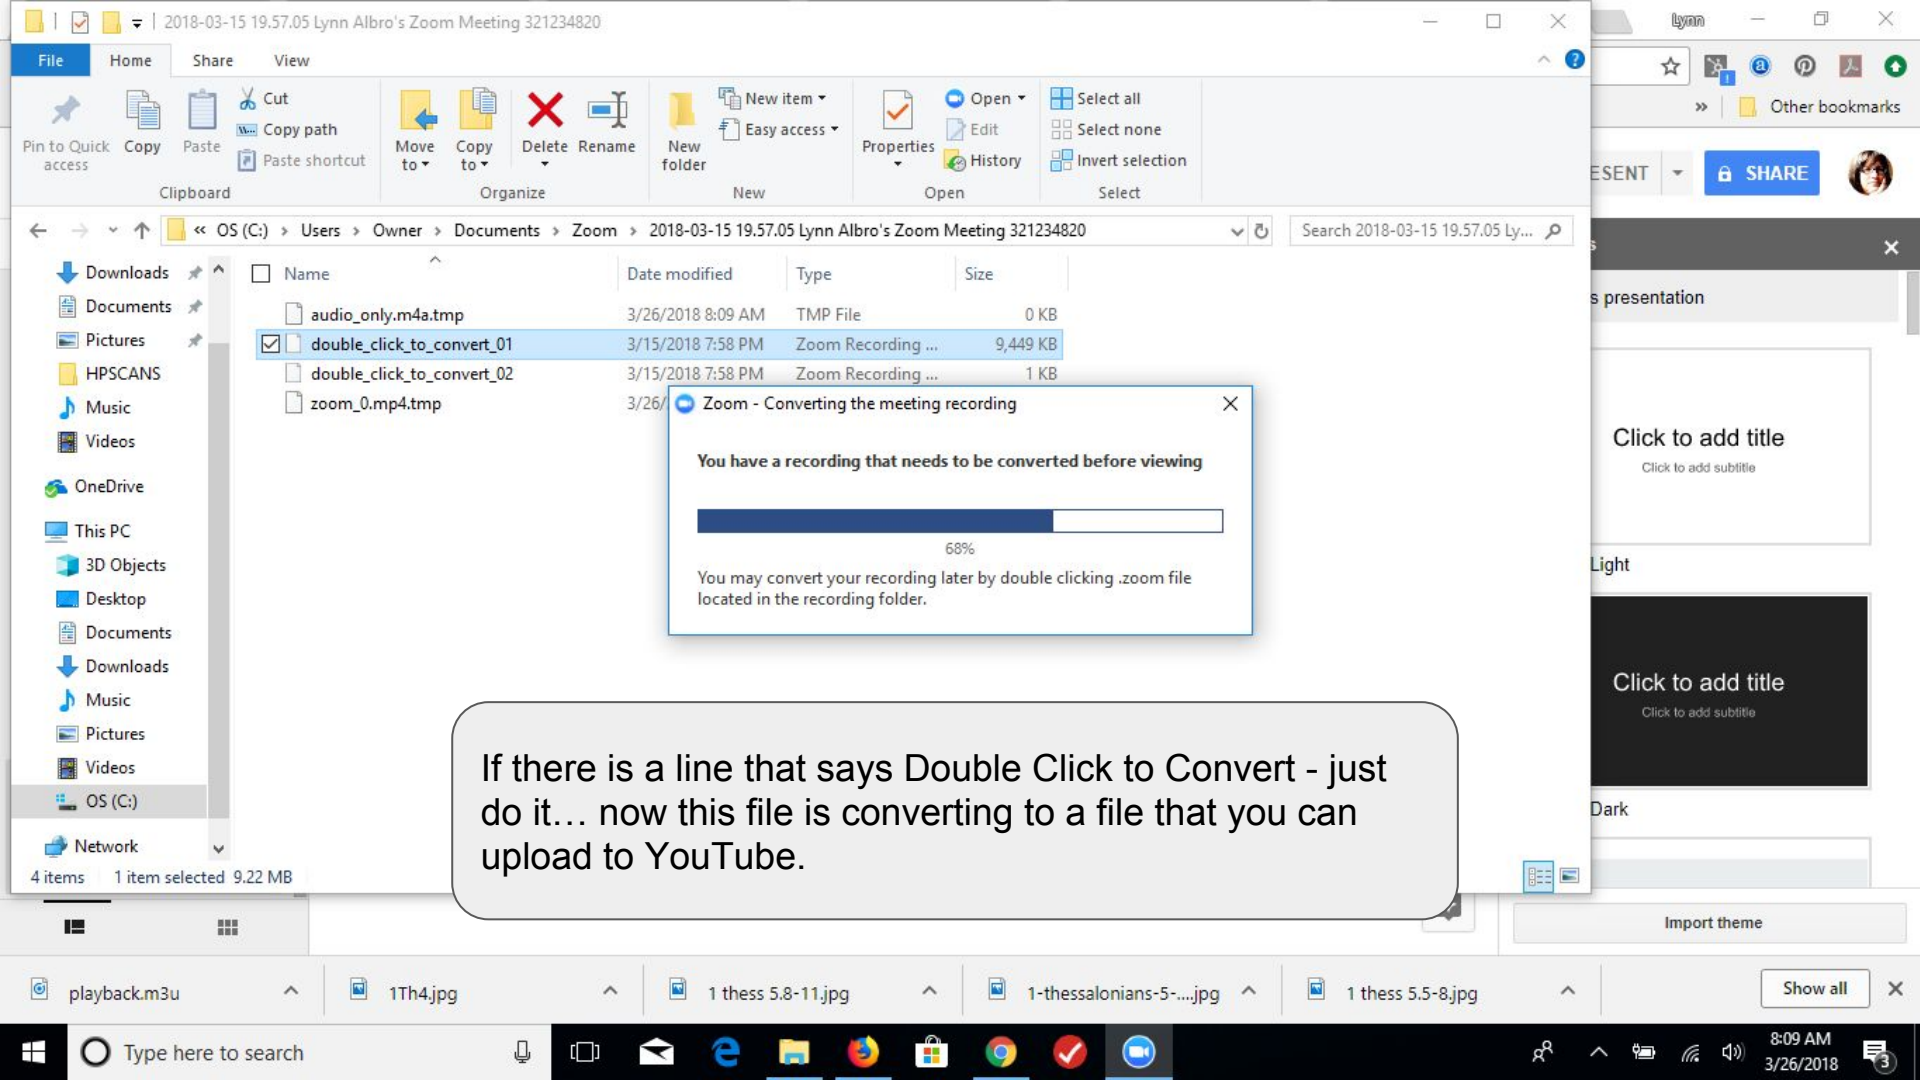 2018-03-15 19.57.05 Lynn Albro's Zoom Meeting 321234820
Lynn
File Home Share View
Pin to Quick access
Copy
Paste
Cut
Copy path
Paste shortcut
Move to
Copy to
Delete
Rename
New folder
New item
Easy access
Properties
Open
Edit
History
Select all
Select none
Invert selection
Clipboard Organize New Open Select
» Other bookmarks
ESENT SHARE
« OS (C:) > Users > Owner > Documents > Zoom > 2018-03-15 19.57.05 Lynn Albro's Zoom Meeting 321234820
Search 2018-03-15 19.57.05 Ly...
Downloads
Documents
Pictures
HPSCANS
Music
Videos
OneDrive
This PC
3D Objects
Desktop
Documents
Downloads
Music
Pictures
Videos
OS (C:)
Network
Name Date modified Type Size
audio_only.m4a.tmp 3/26/2018 8:09 AM TMP File 0 KB
double_click_to_convert_01 3/15/2018 7:58 PM Zoom Recording ... 9,449 KB
double_click_to_convert_02 3/15/2018 7:58 PM Zoom Recording ... 1 KB
zoom_0.mp4.tmp 3/26/
Zoom - Converting the meeting recording
You have a recording that needs to be converted before viewing
68%
You may convert your recording later by double clicking .zoom file
located in the recording folder.
s presentation
Click to add title
Click to add subtitle
Light
Click to add title
Click to add subtitle
Dark
Import theme
If there is a line that says Double Click to Convert - just
do it… now this file is converting to a file that you can
upload to YouTube.
4 items 1 item selected 9.22 MB
playback.m3u 1Th4.jpg 1 thess 5.8-11.jpg 1-thessalonians-5-....jpg 1 thess 5.5-8.jpg Show all
Type here to search
8:09 AM
3/26/2018
3